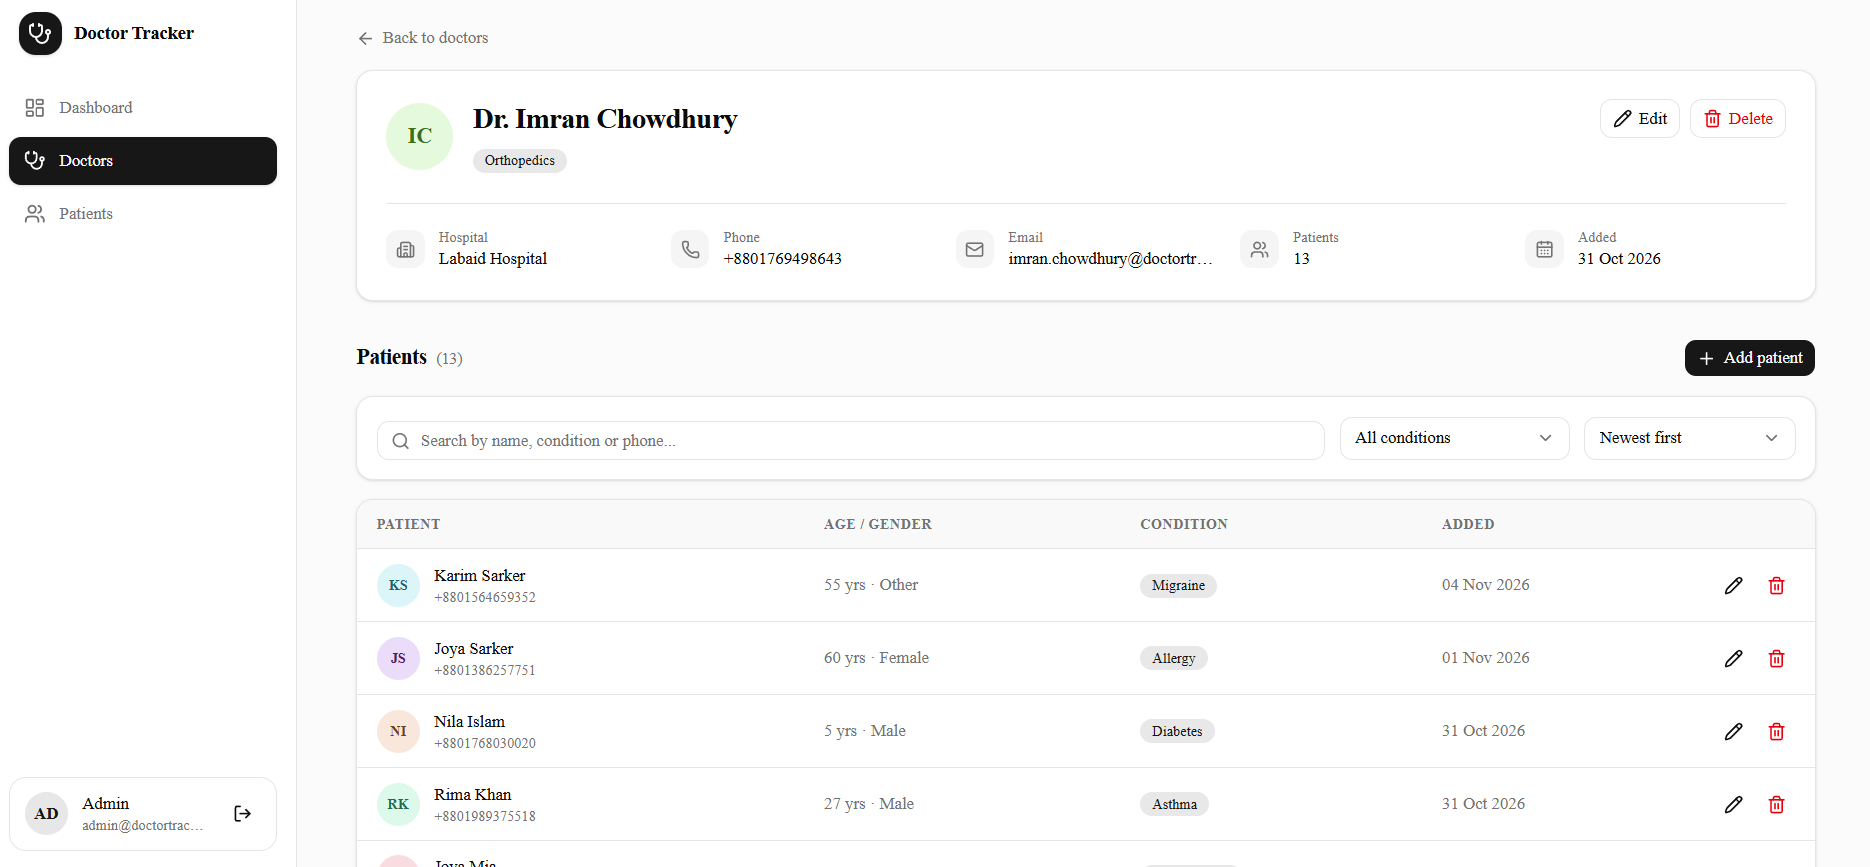 Doctor Tracker
Dashboard
Doctors
Patients
AD
Admin
admin@doctortrac...
Back to doctors
IC
Dr. Imran Chowdhury
Orthopedics
Edit
Delete
Hospital
Labaid Hospital
Phone
+8801769498643
Email
imran.chowdhury@doctortr...
Patients
13
Added
31 Oct 2026
Patients (13)
Add patient
Search by name, condition or phone...
All conditions
Newest first
PATIENT AGE / GENDER CONDITION ADDED
KS Karim Sarker 55 yrs · Other Migraine 04 Nov 2026
+8801564659352
JS Joya Sarker 60 yrs · Female Allergy 01 Nov 2026
+8801386257751
NI Nila Islam 5 yrs · Male Diabetes 31 Oct 2026
+8801768030020
RK Rima Khan 27 yrs · Male Asthma 31 Oct 2026
+8801989375518
Joya Mia